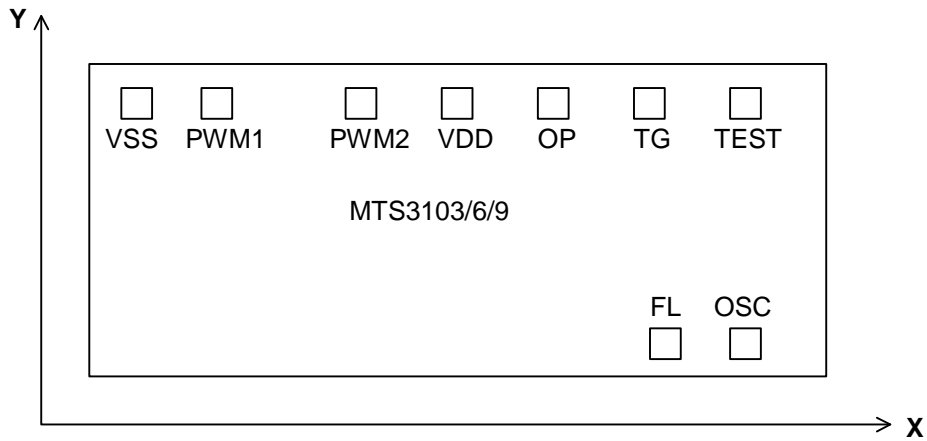 Y
VSS PWM1 PWM2 VDD OP TG TEST
MTS3103/6/9
FL OSC
X